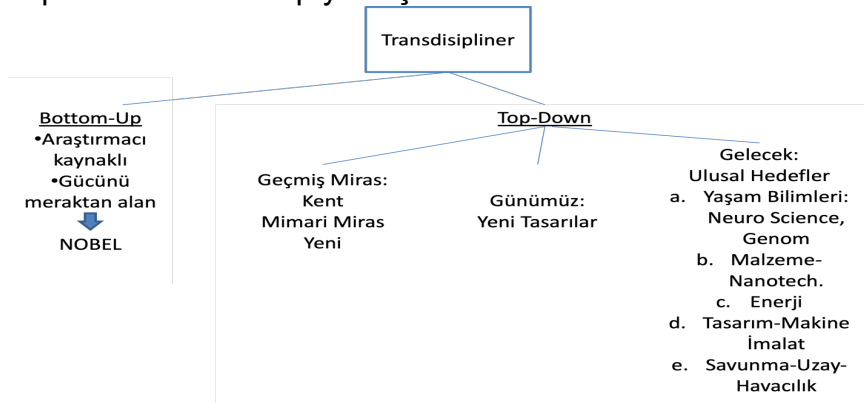 Transdisipliner
Bottom-Up
•Araştırmacı
kaynaklı
•Gücünü
meraktan alan
NOBEL
Top-Down
Geçmiş Miras:
Kent
Mimari Miras
Yeni
Günümüz:
Yeni Tasarılar
Gelecek:
Ulusal Hedefler
a. Yaşam Bilimleri:
Neuro Science,
Genom
b. Malzeme-
Nanotech.
c. Enerji
d. Tasarım-Makine
İmalat
e. Savunma-Uzay-
Havacılık